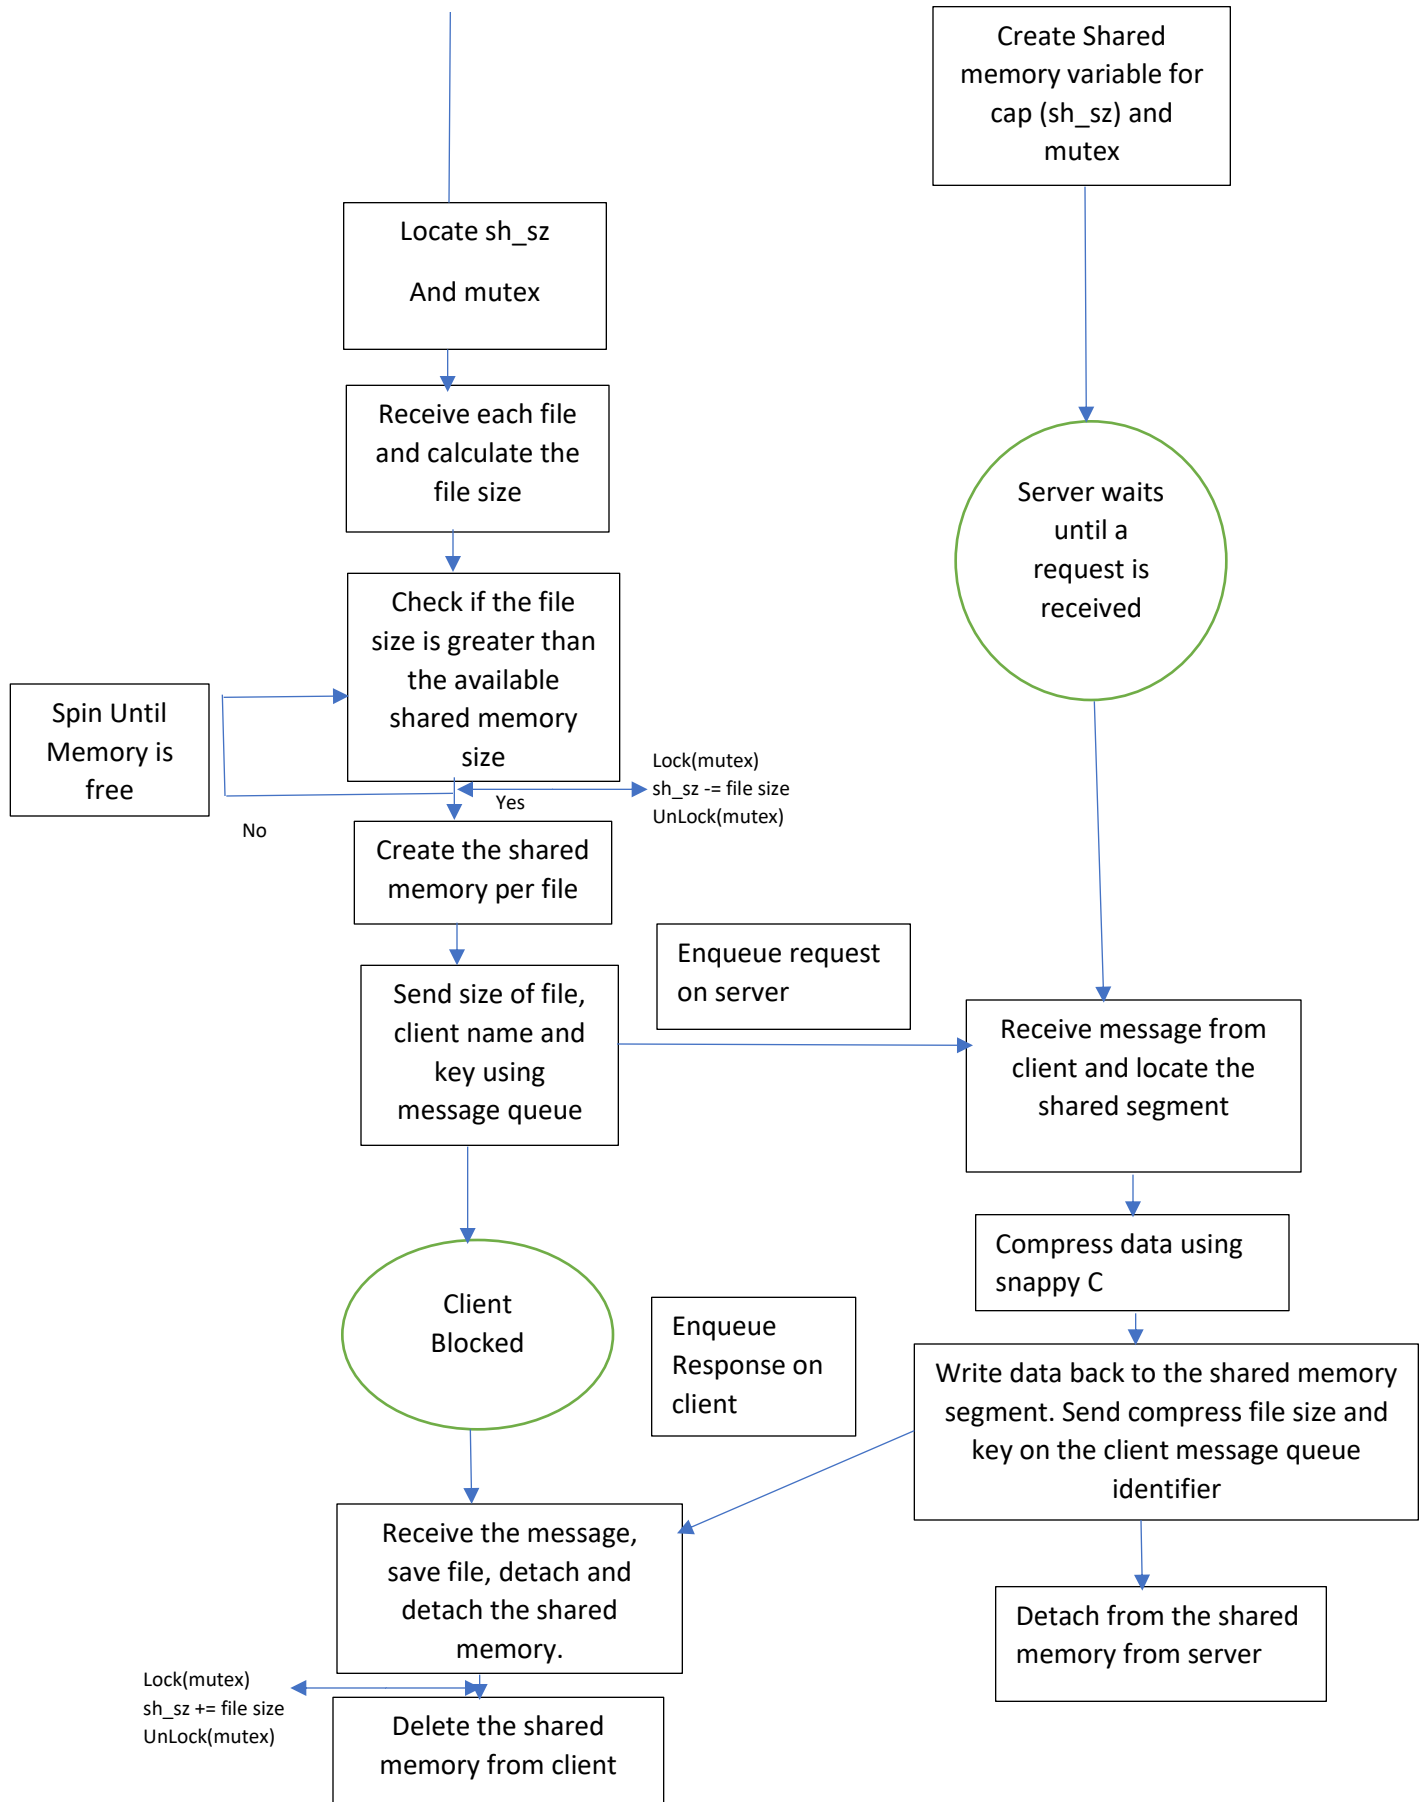 Create Shared
memory variable for
cap (sh_sz) and
mutex
Locate sh_sz
And mutex
Receive each file
and calculate the
file size
Server waits
until a
request is
received
Check if the file
size is greater than
the available
shared memory
size
Spin Until
Memory is
free
Lock(mutex)
sh_sz -= file size
UnLock(mutex)
Yes
No
Create the shared
memory per file
Enqueue request
on server
Send size of file,
client name and
key using
message queue
Receive message from
client and locate the
shared segment
Compress data using
snappy C
Client
Blocked
Enqueue
Response on
client
Write data back to the shared memory
segment. Send compress file size and
key on the client message queue
identifier
Receive the message,
save file, detach and
detach the shared
memory.
Detach from the shared
memory from server
Lock(mutex)
sh_sz += file size
UnLock(mutex)
Delete the shared
memory from client